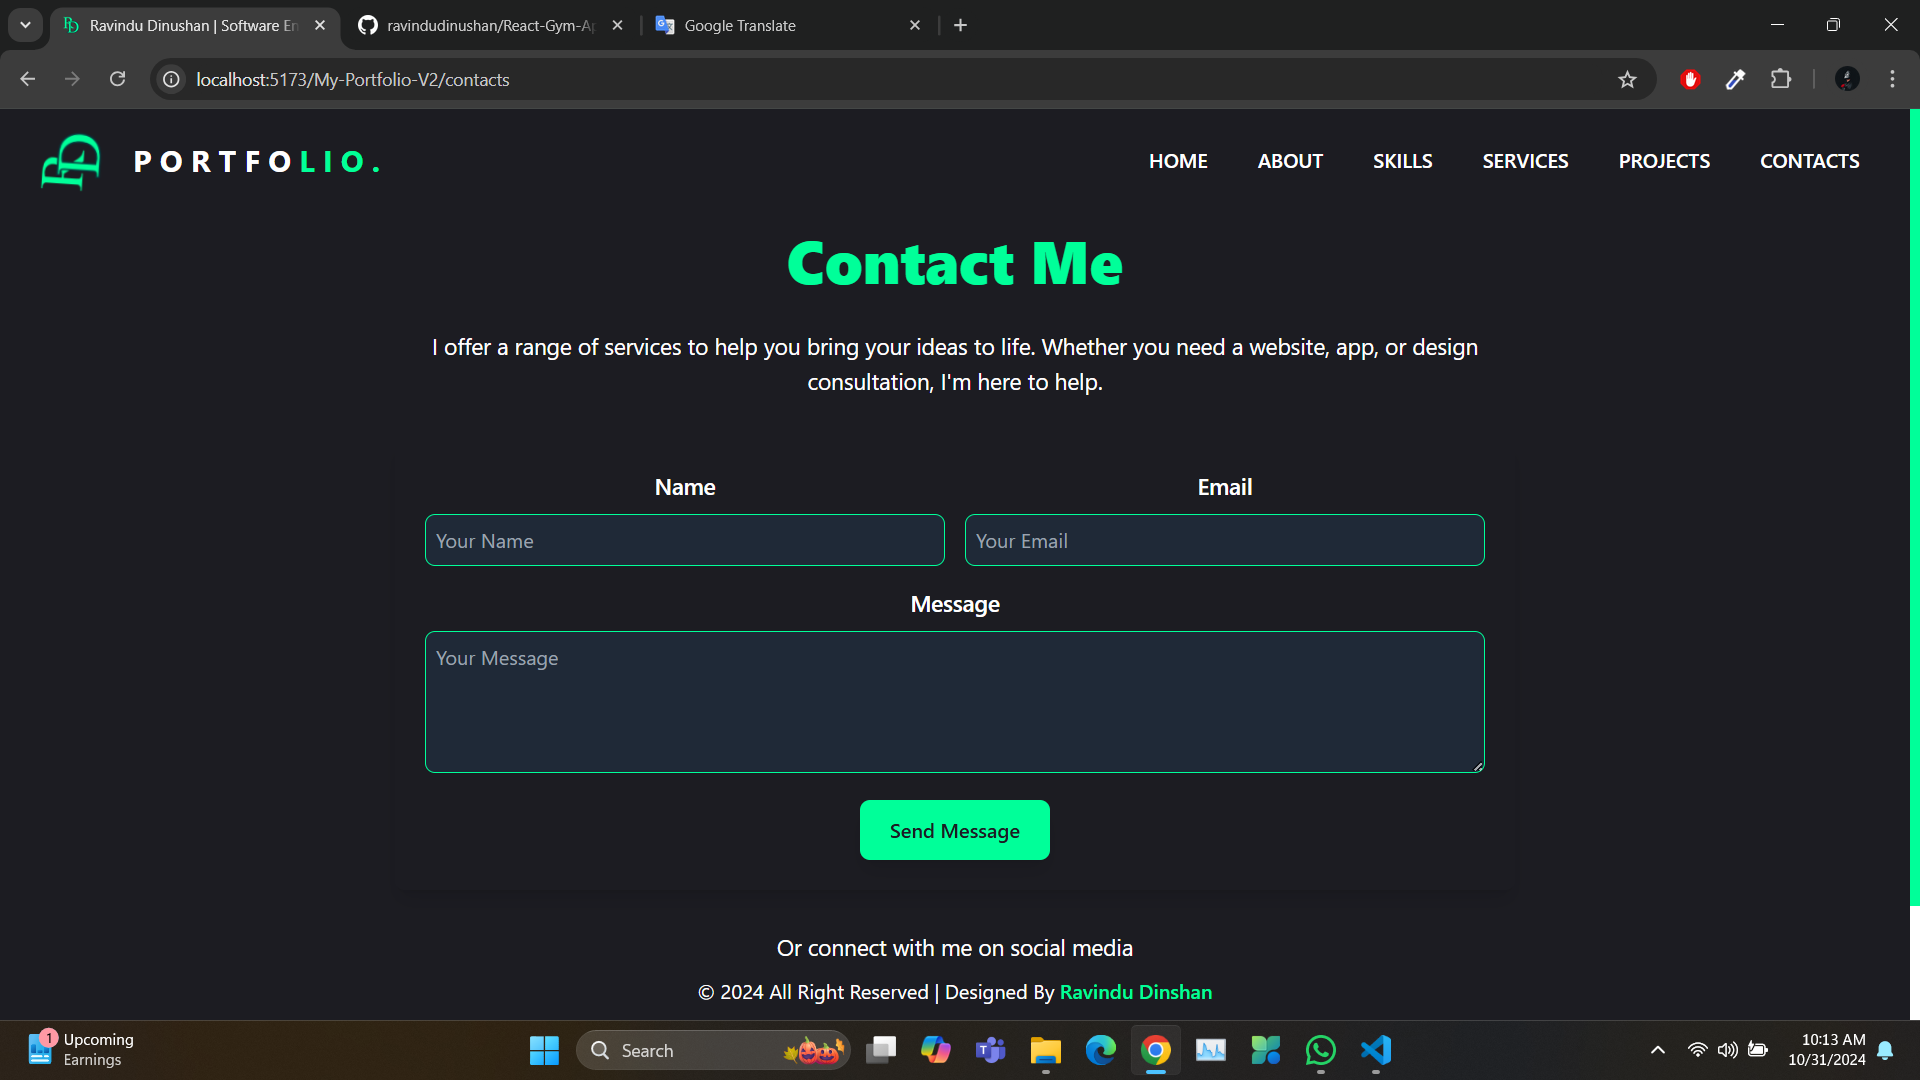 Ravindu Dinushan | Software En
ravindudinushan/React-Gym-Ap
Google Translate
localhost:5173/My-Portfolio-V2/contacts
PORTFOLIO.
HOME
ABOUT
SKILLS
SERVICES
PROJECTS
CONTACTS
Contact Me
I offer a range of services to help you bring your ideas to life. Whether you need a website, app, or design
consultation, I'm here to help.
Name
Email
Your Name
Your Email
Message
Your Message
Send Message
Or connect with me on social media
© 2024 All Right Reserved | Designed By Ravindu Dinshan
1
Upcoming
Earnings
Search
10:13 AM
10/31/2024